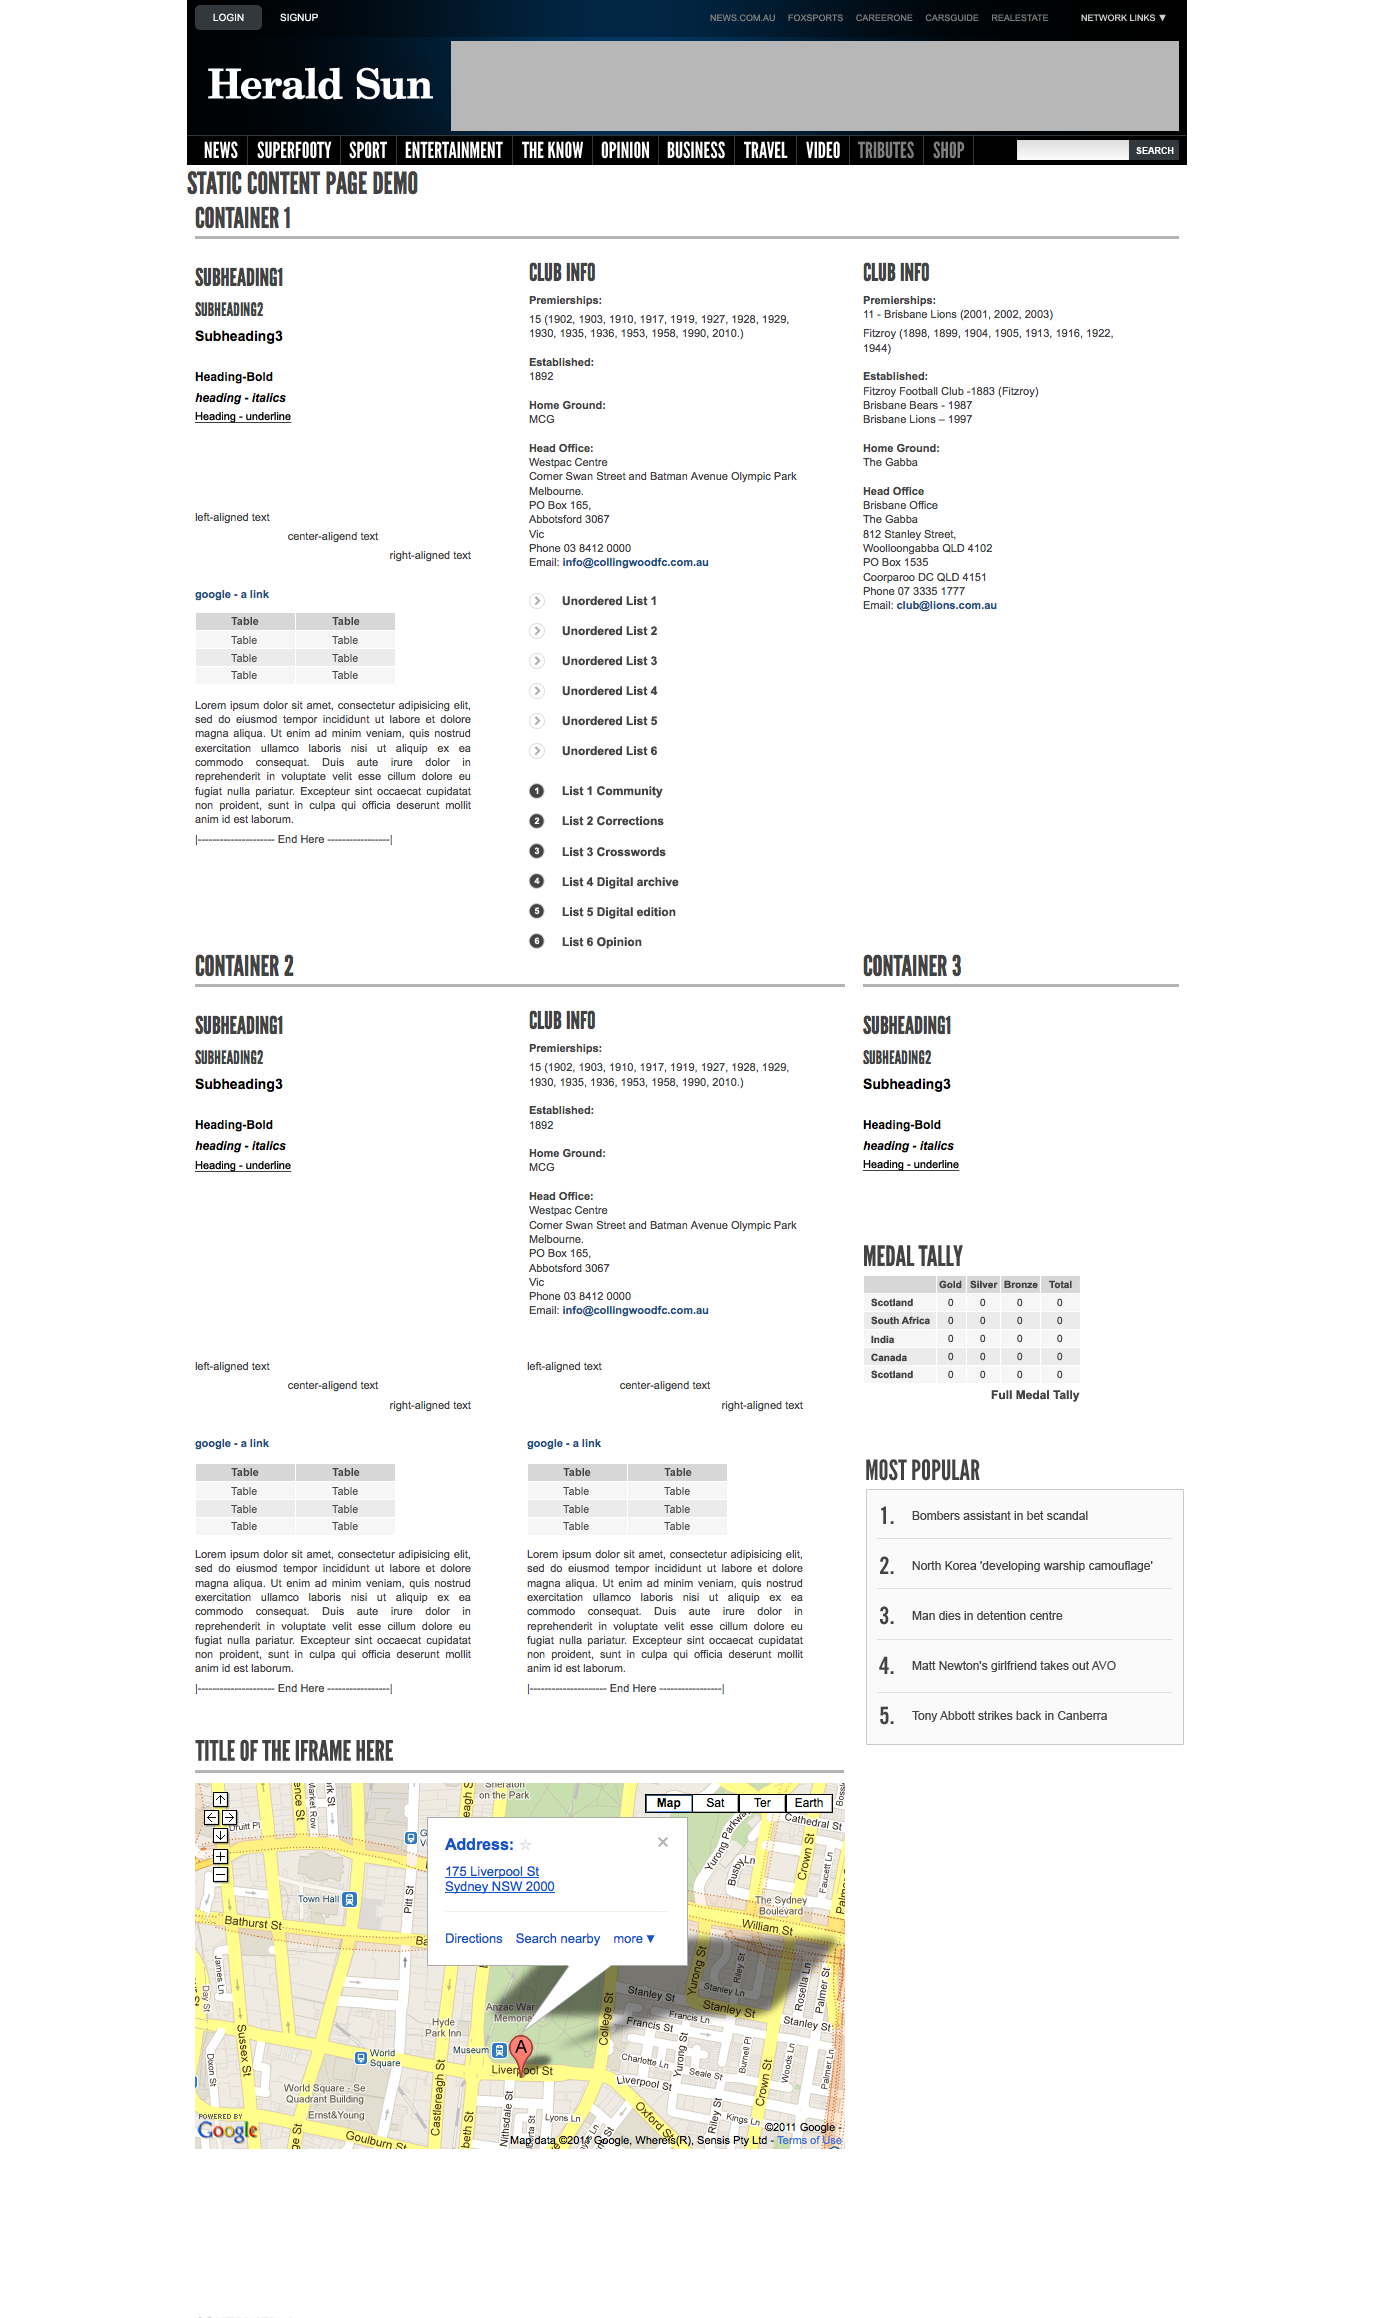 LOGIN
SIGNUP
NEWS.COM.AU FOXSPORTS CAREERONE CARSGUIDE REALESTATE NETWORK LINKS ▼
Herald Sun
NEWS SUPERFOOTY SPORT ENTERTAINMENT THE KNOW OPINION BUSINESS TRAVEL VIDEO TRIBUTES SHOP SEARCH
STATIC CONTENT PAGE DEMO
CONTAINER 1
SUBHEADING1
SUBHEADING2
Subheading3
Heading-Bold
heading - italics
Heading - underline
left-aligned text
center-aligend text
right-aligned text
google - a link
Table Table
Table Table
Table Table
Table Table
Lorem ipsum dolor sit amet, consectetur adipisicing elit,
sed do eiusmod tempor incididunt ut labore et dolore
magna aliqua. Ut enim ad minim veniam, quis nostrud
exercitation ullamco laboris nisi ut aliquip ex ea
commodo consequat. Duis aute irure dolor in
reprehenderit in voluptate velit esse cillum dolore eu
fugiat nulla pariatur. Excepteur sint occaecat cupidatat
non proident, sunt in culpa qui officia deserunt mollit
anim id est laborum.
|--------------------- End Here -----------------|
CLUB INFO
Premierships:
15 (1902, 1903, 1910, 1917, 1919, 1927, 1928, 1929,
1930, 1935, 1936, 1953, 1958, 1990, 2010.)
Established:
1892
Home Ground:
MCG
Head Office:
Westpac Centre
Corner Swan Street and Batman Avenue Olympic Park
Melbourne.
PO Box 165,
Abbotsford 3067
Vic
Phone 03 8412 0000
Email: info@collingwoodfc.com.au
Unordered List 1
Unordered List 2
Unordered List 3
Unordered List 4
Unordered List 5
Unordered List 6
1 List 1 Community
2 List 2 Corrections
3 List 3 Crosswords
4 List 4 Digital archive
5 List 5 Digital edition
6 List 6 Opinion
CLUB INFO
Premierships:
11 - Brisbane Lions (2001, 2002, 2003)
Fitzroy (1898, 1899, 1904, 1905, 1913, 1916, 1922,
1944)
Established:
Fitzroy Football Club -1883 (Fitzroy)
Brisbane Bears - 1987
Brisbane Lions – 1997
Home Ground:
The Gabba
Head Office
Brisbane Office
The Gabba
812 Stanley Street,
Woolloongabba QLD 4102
PO Box 1535
Coorparoo DC QLD 4151
Phone 07 3335 1777
Email: club@lions.com.au
CONTAINER 2
SUBHEADING1
SUBHEADING2
Subheading3
Heading-Bold
heading - italics
Heading - underline
CLUB INFO
Premierships:
15 (1902, 1903, 1910, 1917, 1919, 1927, 1928, 1929,
1930, 1935, 1936, 1953, 1958, 1990, 2010.)
Established:
1892
Home Ground:
MCG
Head Office:
Westpac Centre
Corner Swan Street and Batman Avenue Olympic Park
Melbourne.
PO Box 165,
Abbotsford 3067
Vic
Phone 03 8412 0000
Email: info@collingwoodfc.com.au
left-aligned text
center-aligend text
right-aligned text
google - a link
Table Table
Table Table
Table Table
Table Table
Lorem ipsum dolor sit amet, consectetur adipisicing elit,
sed do eiusmod tempor incididunt ut labore et dolore
magna aliqua. Ut enim ad minim veniam, quis nostrud
exercitation ullamco laboris nisi ut aliquip ex ea
commodo consequat. Duis aute irure dolor in
reprehenderit in voluptate velit esse cillum dolore eu
fugiat nulla pariatur. Excepteur sint occaecat cupidatat
non proident, sunt in culpa qui officia deserunt mollit
anim id est laborum.
|--------------------- End Here -----------------|
left-aligned text
center-aligend text
right-aligned text
google - a link
Table Table
Table Table
Table Table
Table Table
Lorem ipsum dolor sit amet, consectetur adipisicing elit,
sed do eiusmod tempor incididunt ut labore et dolore
magna aliqua. Ut enim ad minim veniam, quis nostrud
exercitation ullamco laboris nisi ut aliquip ex ea
commodo consequat. Duis aute irure dolor in
reprehenderit in voluptate velit esse cillum dolore eu
fugiat nulla pariatur. Excepteur sint occaecat cupidatat
non proident, sunt in culpa qui officia deserunt mollit
anim id est laborum.
|--------------------- End Here -----------------|
CONTAINER 3
SUBHEADING1
SUBHEADING2
Subheading3
Heading-Bold
heading - italics
Heading - underline
MEDAL TALLY
Gold Silver Bronze Total
Scotland 0 0 0 0
South Africa 0 0 0 0
India 0 0 0 0
Canada 0 0 0 0
Scotland 0 0 0 0
Full Medal Tally
MOST POPULAR
1. Bombers assistant in bet scandal
2. North Korea 'developing warship camouflage'
3. Man dies in detention centre
4. Matt Newton's girlfriend takes out AVO
5. Tony Abbott strikes back in Canberra
TITLE OF THE IFRAME HERE
Map Sat Ter Earth
Sheraton
on the Park
Address:
175 Liverpool St
Sydney NSW 2000
Directions Search nearby more ▼
Market Row
Druitt Pl
Town Hall
Pitt St
Bathurst St
James Ln
Day St
Sussex St
Dixon St
Hyde
Park Inn
World
Square
World Square - Se
Quadrant Building
Ernst&Young
Goulburn St
Castlereagh St
Anzac War
Memorial
Museum
A
Liverpool St
Nithsdale St
Lyons Ln
College St
Yurong Parkway
Busby Ln
Cathedral St
Crown St
Faucett Ln
The Sydney
Boulevard
William St
Yurong St
Riley St
Stanley Ln
Stanley St
Stanley St
Stanley St
Rosella Ln
Palmer St
Francis St
Francis St
Charlotte Ln
Yurong St
Seale St
Burnell Pl
Woods Ln
Palmer Ln
Crown St
Liverpool St
Oxford St
Riley St
Kings Ln
POWERED BY
Google
©2011 Google -
Map data ©2011 Google, Whereis(R), Sensis Pty Ltd - Terms of Use